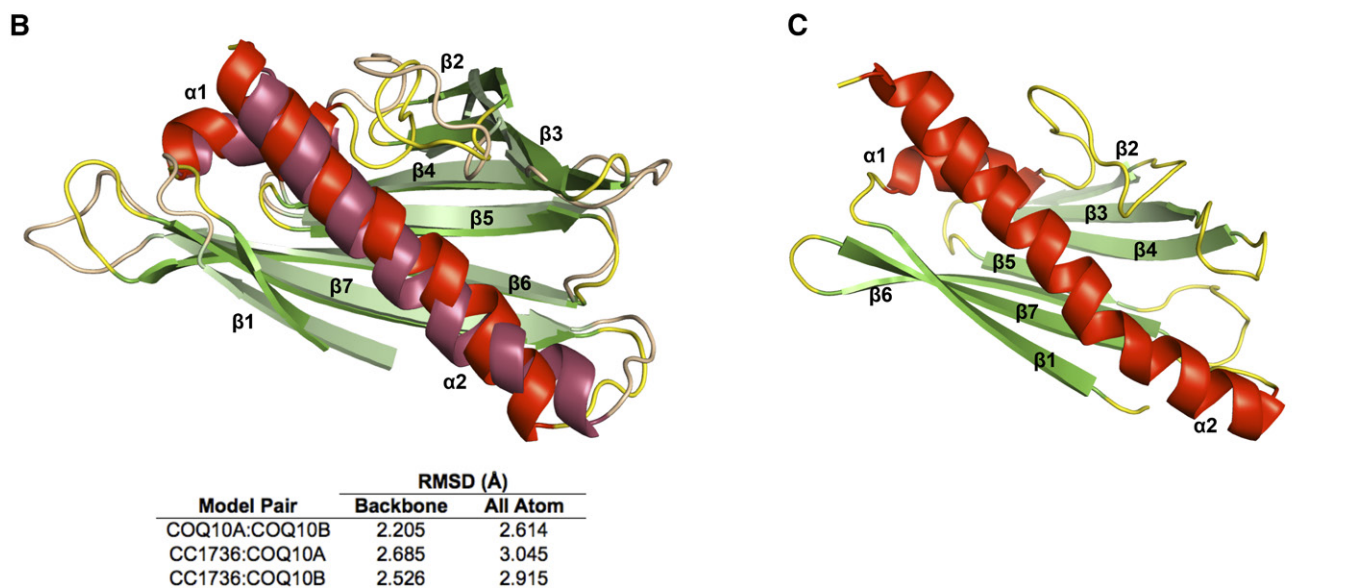 B
C
α1
β2
β3
β4
β5
β6
β7
β1
α2
α1
β2
β3
β4
β5
β6
β7
β1
α2
RMSD (Å)
Model Pair Backbone All Atom
COQ10A:COQ10B 2.205 2.614
CC1736:COQ10A 2.685 3.045
CC1736:COQ10B 2.526 2.915